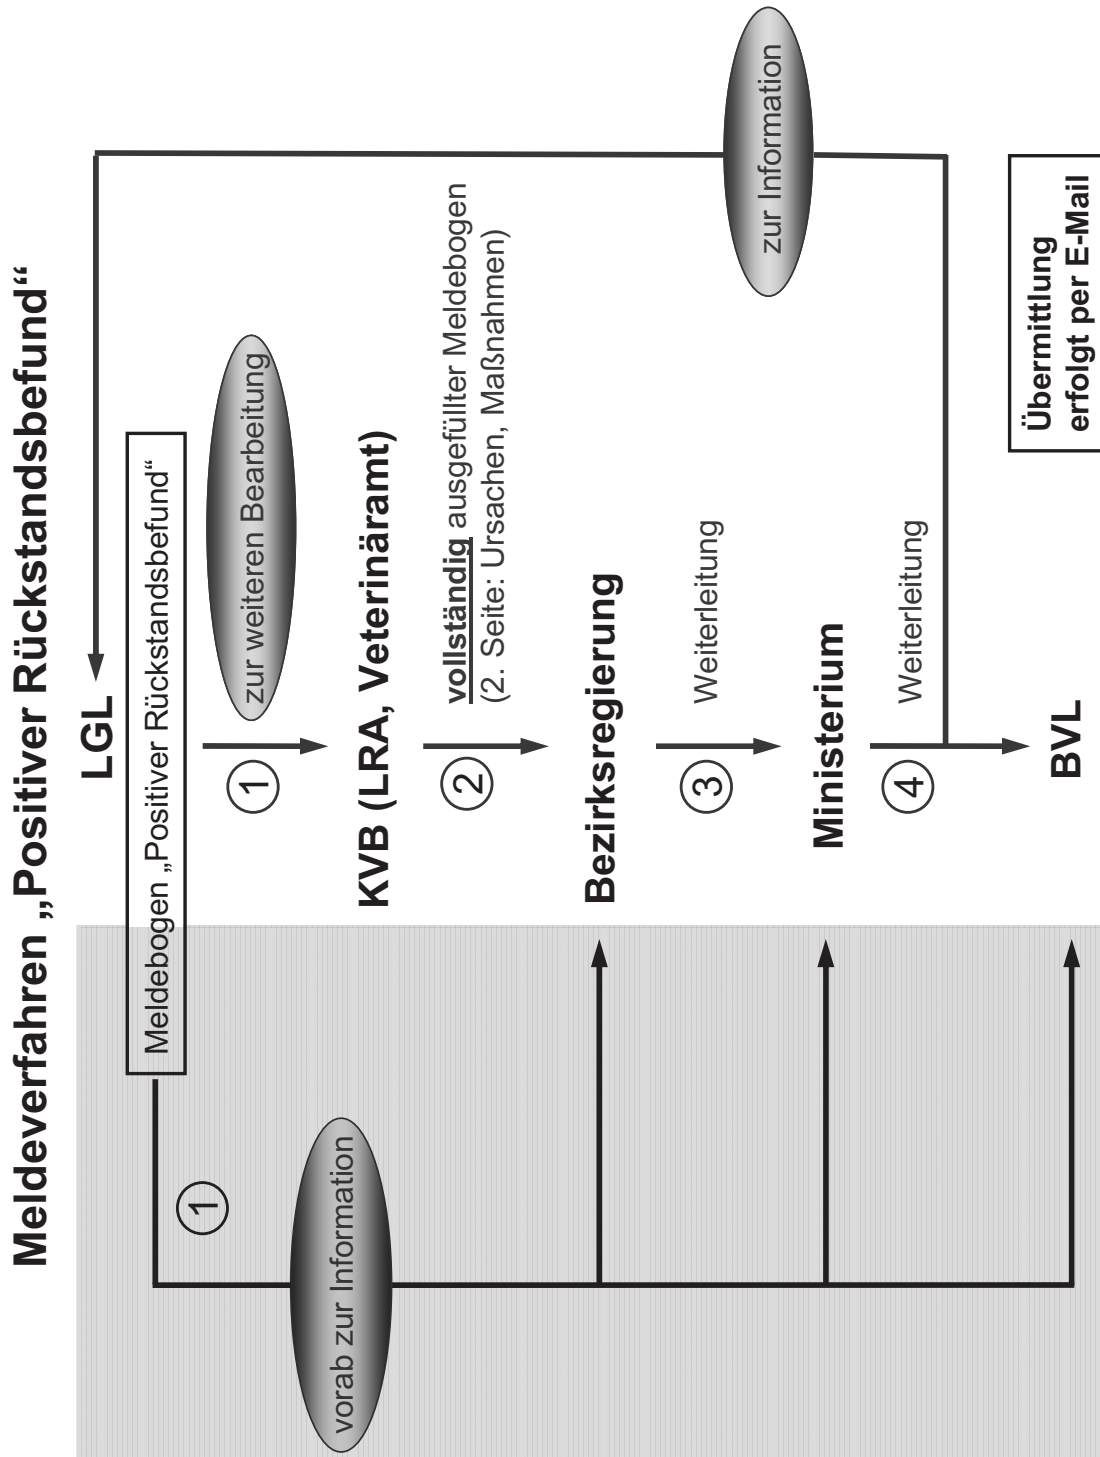 Meldeverfahren „Positiver Rückstandsbefund“
LGL
Meldebogen „Positiver Rückstandsbefund“
1
vorab zur Information
1
zur weiteren Bearbeitung
KVB (LRA, Veterinäramt)
2
vollständig ausgefüllter Meldebogen
(2. Seite: Ursachen, Maßnahmen)
Bezirksregierung
3
Weiterleitung
Ministerium
4
Weiterleitung
zur Information
BVL
Übermittlung
erfolgt per E-Mail